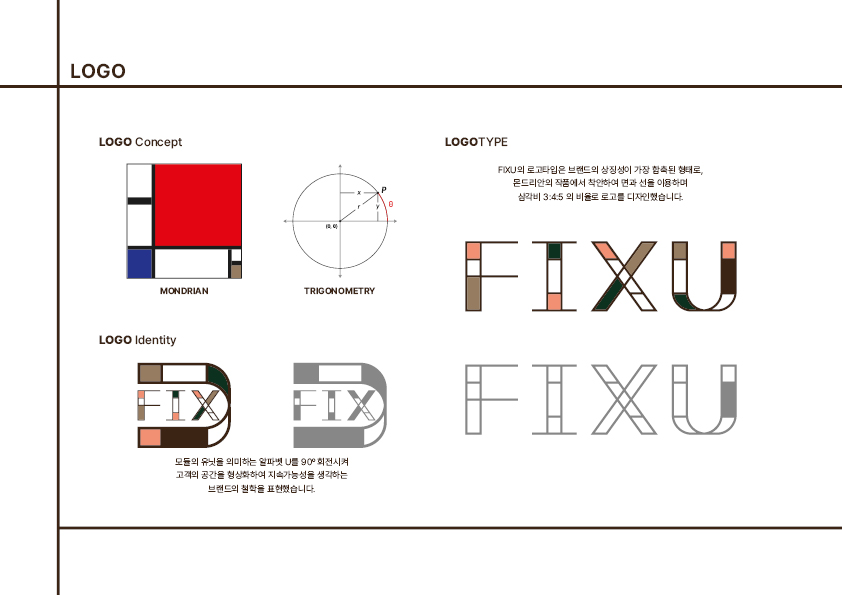 LOGO
LOGO Concept
x
P
r
y
θ
(0, 0)
MONDRIAN
TRIGONOMETRY
LOGO Identity
FIX
FIX
모듈의 유닛을 의미하는 알파벳 U를 90º 회전시켜
고객의 공간을 형상화하여 지속가능성을 생각하는
브랜드의 철학을 표현했습니다.
LOGOTYPE
FIXU의 로고타입은 브랜드의 상징성이 가장 함축된 형태로,
몬드리안의 작품에서 착안하여 면과 선을 이용하며
삼각비 3:4:5 의 비율로 로고를 디자인했습니다.
FIXU
FIXU